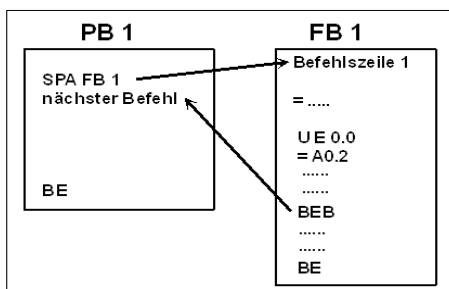 PB 1
SPA FB 1
nächster Befehl
BE
FB 1
Befehlszeile 1
= .....
U E 0.0
= A0.2
......
......
BEB
......
......
BE